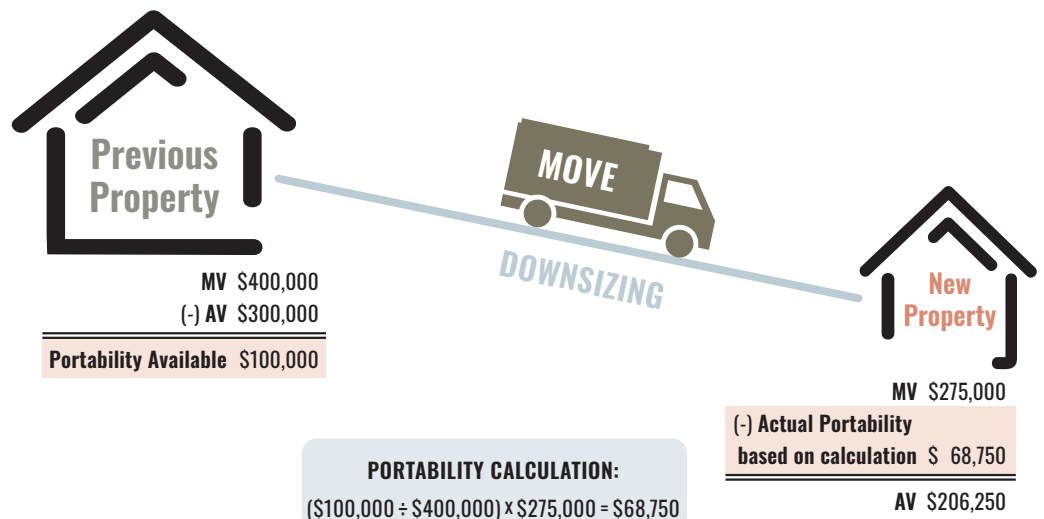 Previous
Property
MOVE
DOWNSIZING
New
Property
MV $400,000
(-) AV $300,000
Portability Available $100,000
MV $275,000
(-) Actual Portability
based on calculation $ 68,750
AV $206,250
PORTABILITY CALCULATION:
($100,000 ÷ $400,000) x $275,000 = $68,750